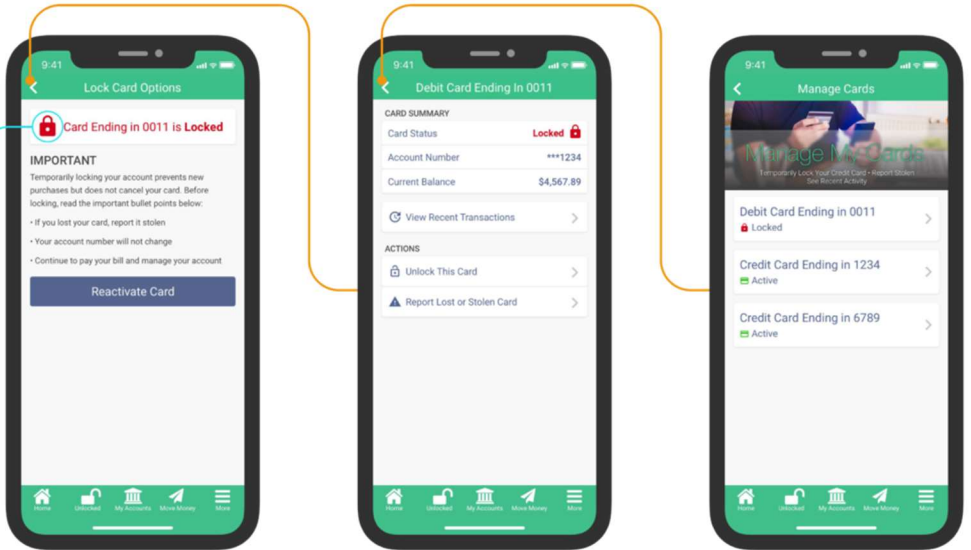 9:41
Lock Card Options
Card Ending in 0011 is Locked
IMPORTANT
Temporarily locking your account prevents new
purchases but does not cancel your card. Before
locking, read the important bullet points below:
• If you lost your card, report it stolen
• Your account number will not change
• Continue to pay your bill and manage your account
Reactivate Card
Home Unlocked My Accounts Move Money More
9:41
Debit Card Ending In 0011
CARD SUMMARY
Card Status Locked
Account Number ***1234
Current Balance $4,567.89
View Recent Transactions
ACTIONS
Unlock This Card
Report Lost or Stolen Card
Home Unlocked My Accounts Move Money More
9:41
Manage Cards
Manage My Cards
Temporarily Lock Your Credit Card • Report Stolen
See Recent Activity
Debit Card Ending in 0011
Locked
Credit Card Ending in 1234
Active
Credit Card Ending in 6789
Active
Home Unlocked My Accounts Move Money More